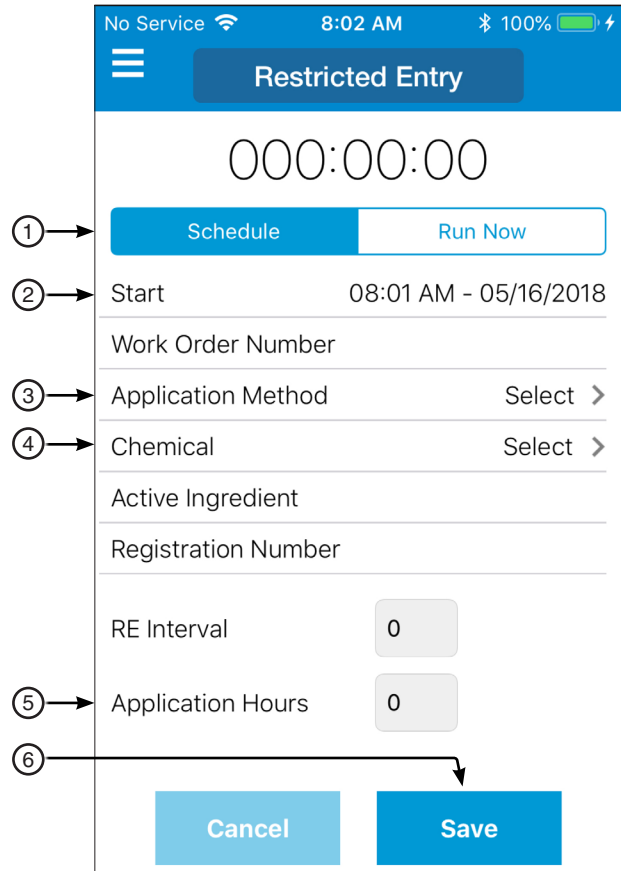 No Service 8:02 AM 100%
Restricted Entry
000:00:00
1 Schedule Run Now
2 Start 08:01 AM - 05/16/2018
Work Order Number
3 Application Method Select
4 Chemical Select
Active Ingredient
Registration Number
RE Interval 0
5 Application Hours 0
6
Cancel Save